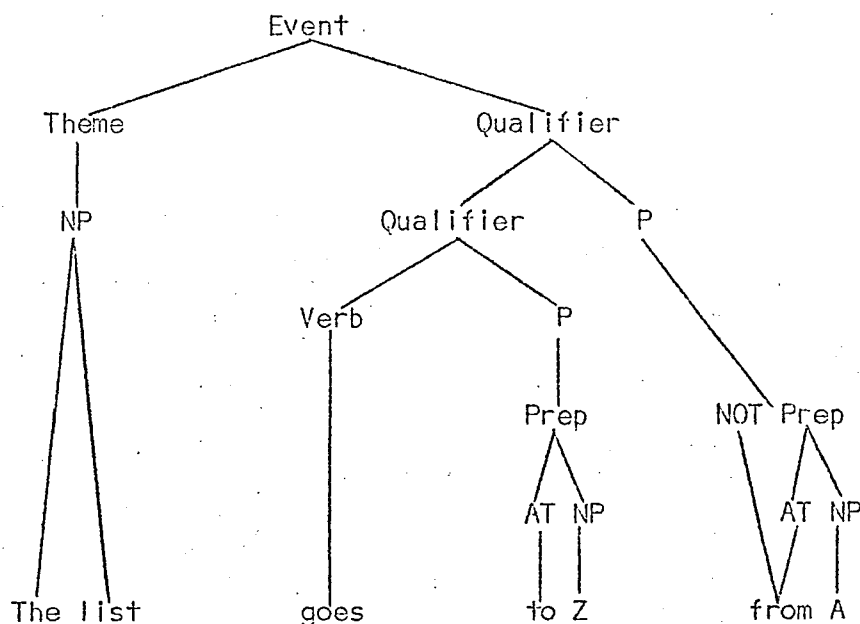 Event
Theme Qualifier
NP Qualifier P
Verb P
Prep NOT Prep
AT NP AT NP
The list goes to Z from A